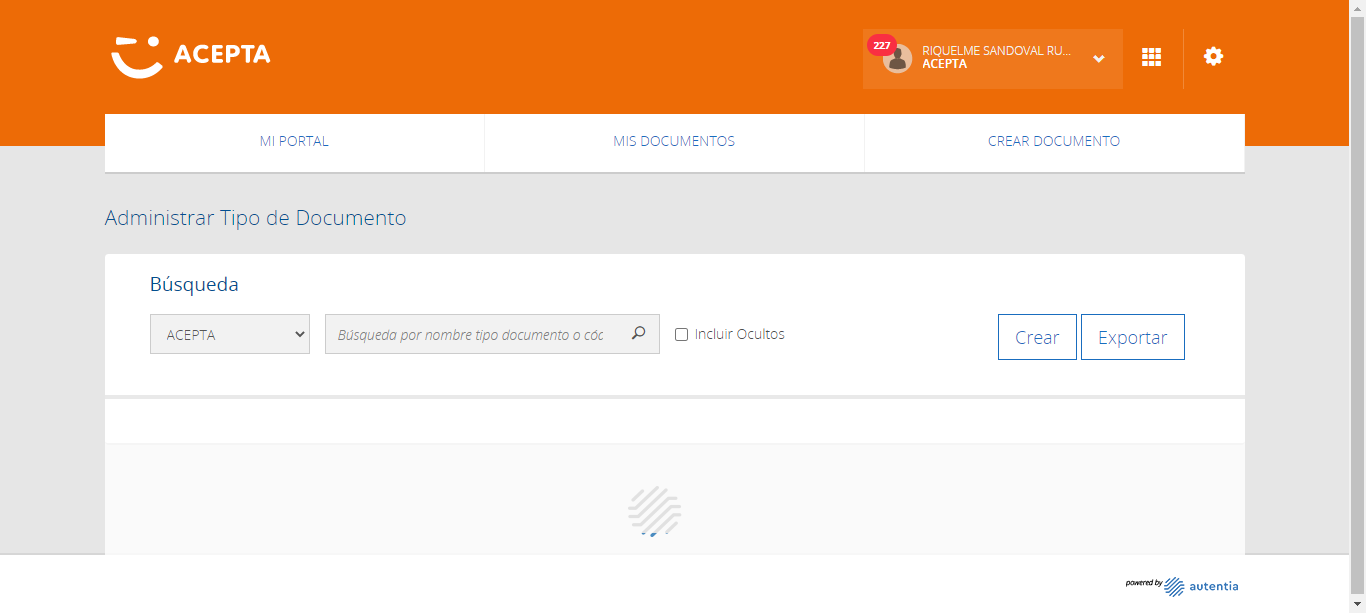 ACEPTA
227
RIQUELME SANDOVAL RU...
ACEPTA
MI PORTAL
MIS DOCUMENTOS
CREAR DOCUMENTO
Administrar Tipo de Documento
Búsqueda
ACEPTA
Búsqueda por nombre tipo documento o cóc
Incluir Ocultos
Crear
Exportar
powered by
autentia